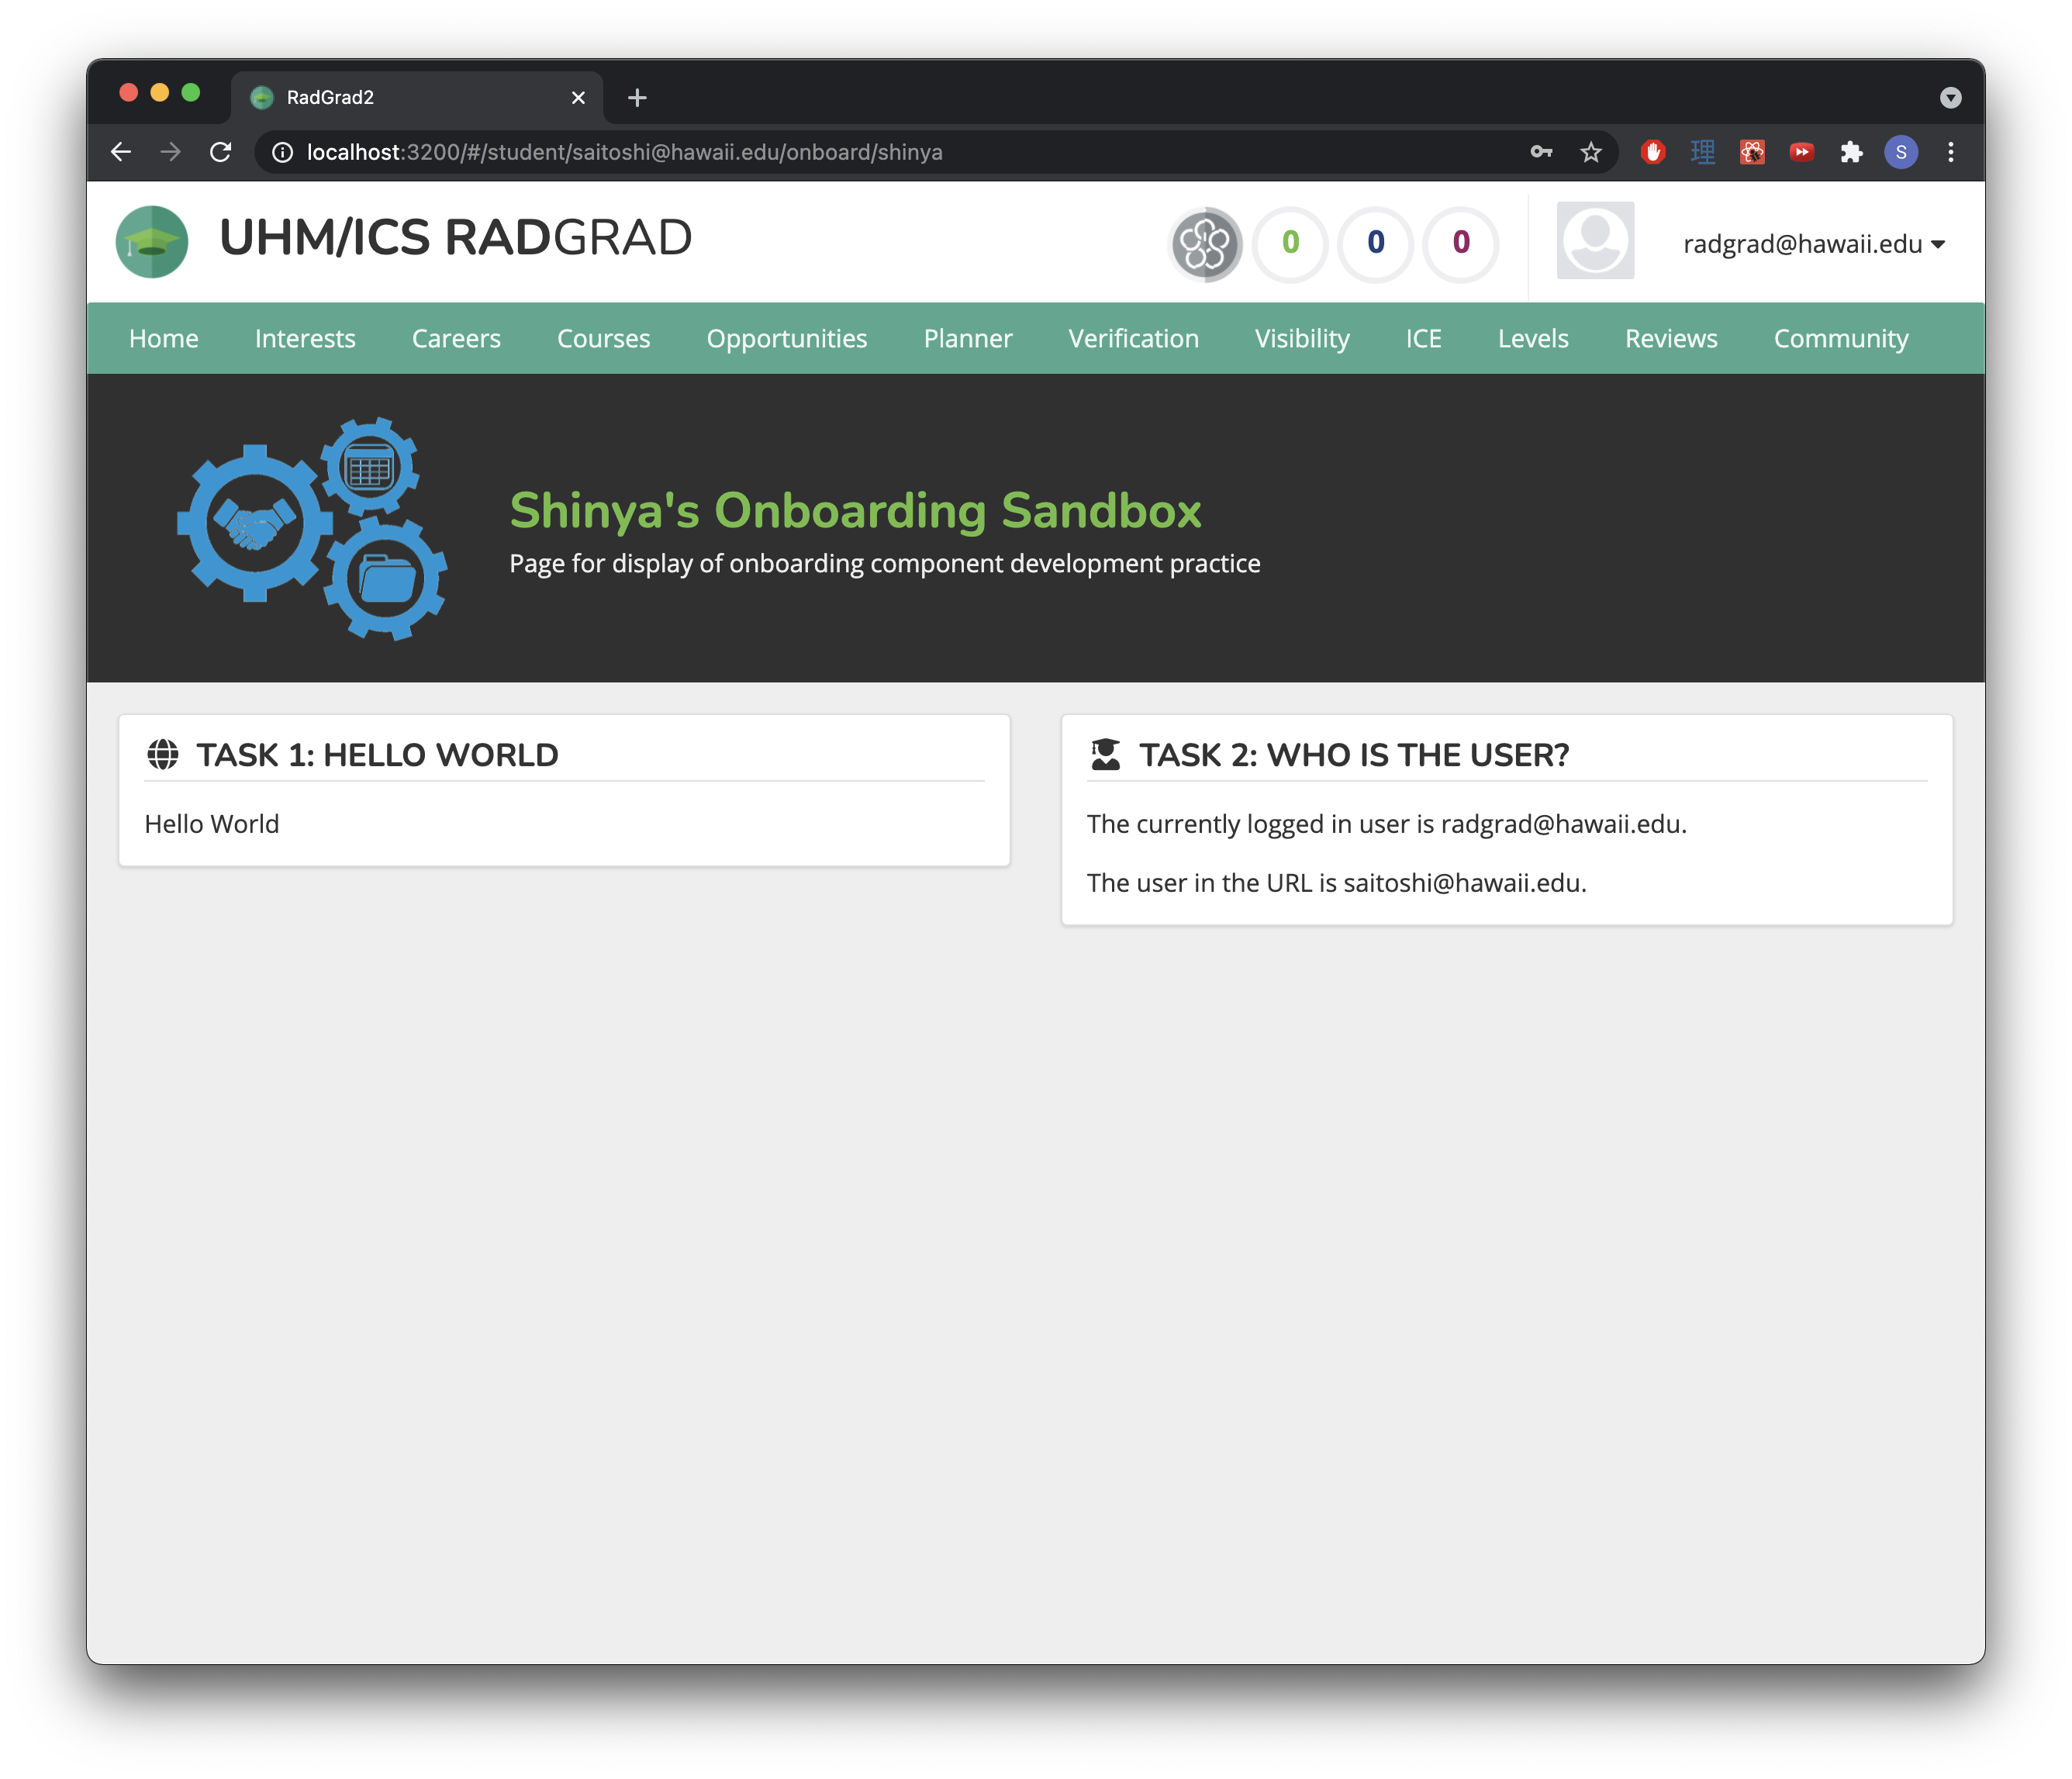 RadGrad2
localhost:3200/#/student/saitoshi@hawaii.edu/onboard/shinya
理
S
UHM/ICS RADGRAD
0 0 0
radgrad@hawaii.edu
Home Interests Careers Courses Opportunities Planner Verification Visibility ICE Levels Reviews Community
Shinya's Onboarding Sandbox
Page for display of onboarding component development practice
TASK 1: HELLO WORLD
Hello World
TASK 2: WHO IS THE USER?
The currently logged in user is radgrad@hawaii.edu.
The user in the URL is saitoshi@hawaii.edu.